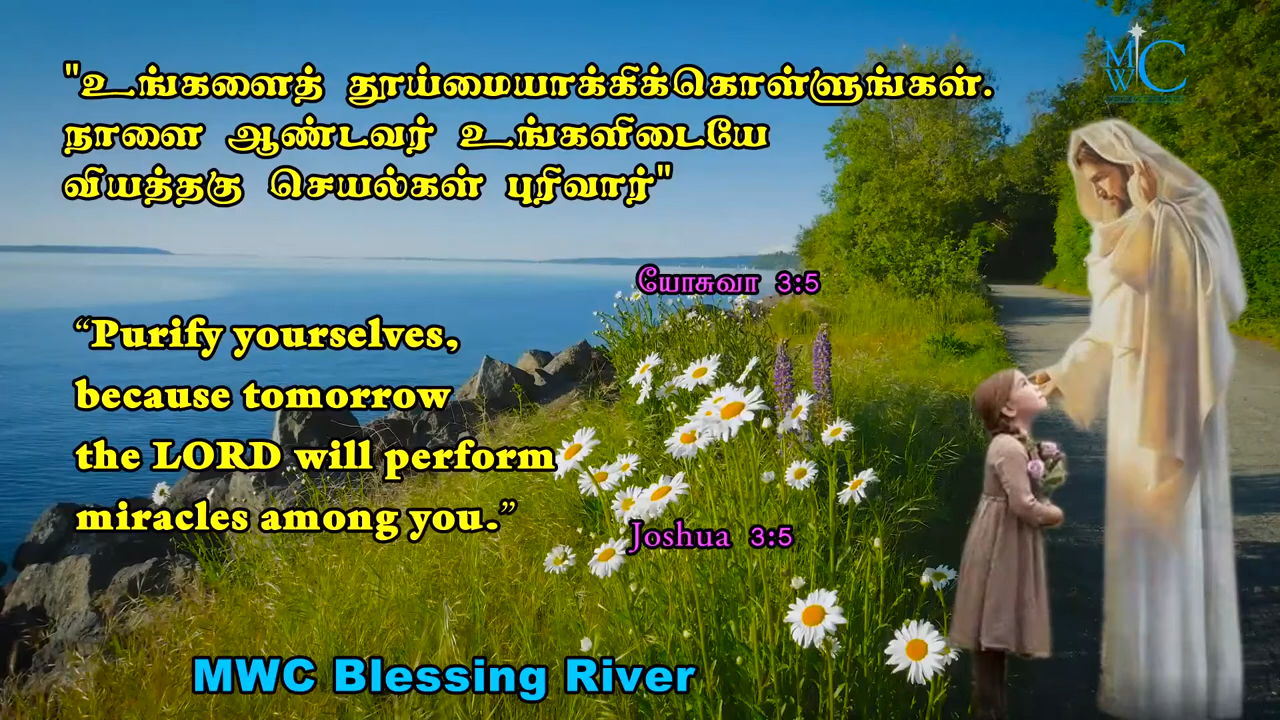 "உங்களைத் தூய்மையாக்கிக்கொள்ளுங்கள்.
நாளை ஆண்டவர் உங்களிடையே
வியத்தகு செயல்கள் புரிவார்"
யோசுவா 3:5
“Purify yourselves,
because tomorrow
the LORD will perform
miracles among you.”
Joshua 3:5
MWC Blessing River
MWC